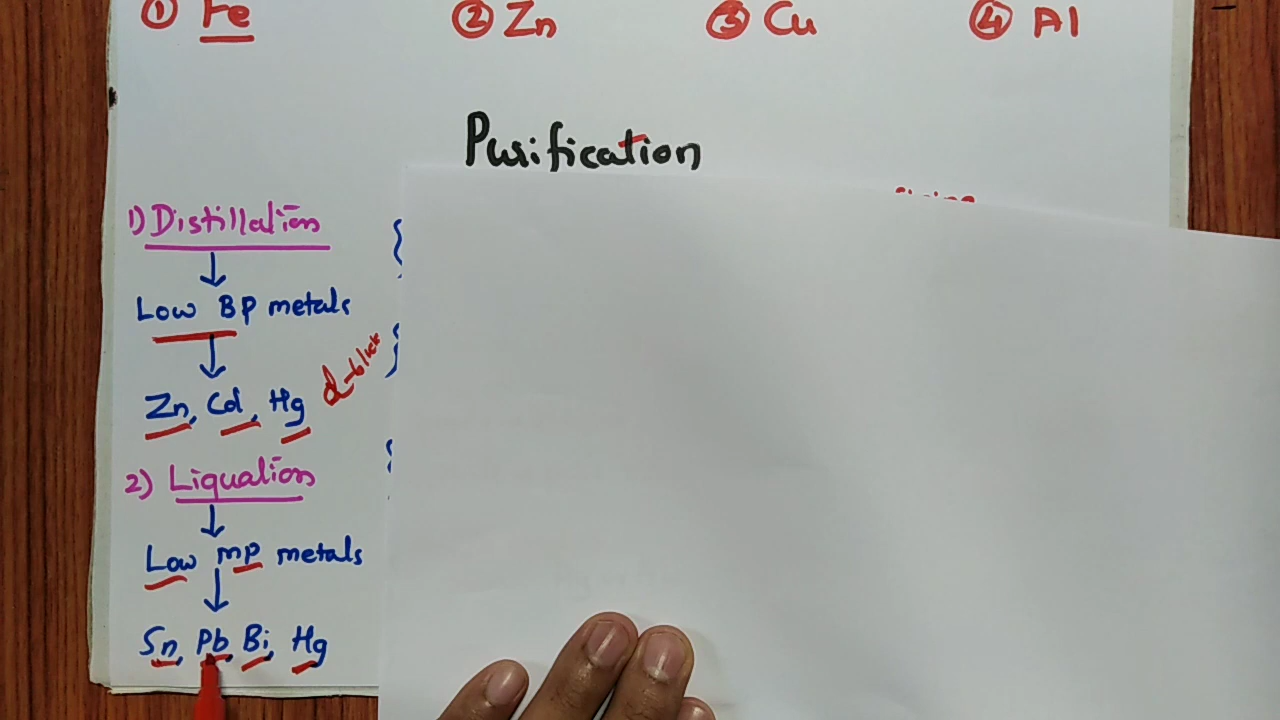 ① Fe ② Zn ③ Cu ④ Al
Purification
1) Distillation
Low BP metals
Zn, Cd, Hg d-block
2) Liquation
Low mp metals
Sn, Pb, Bi, Hg